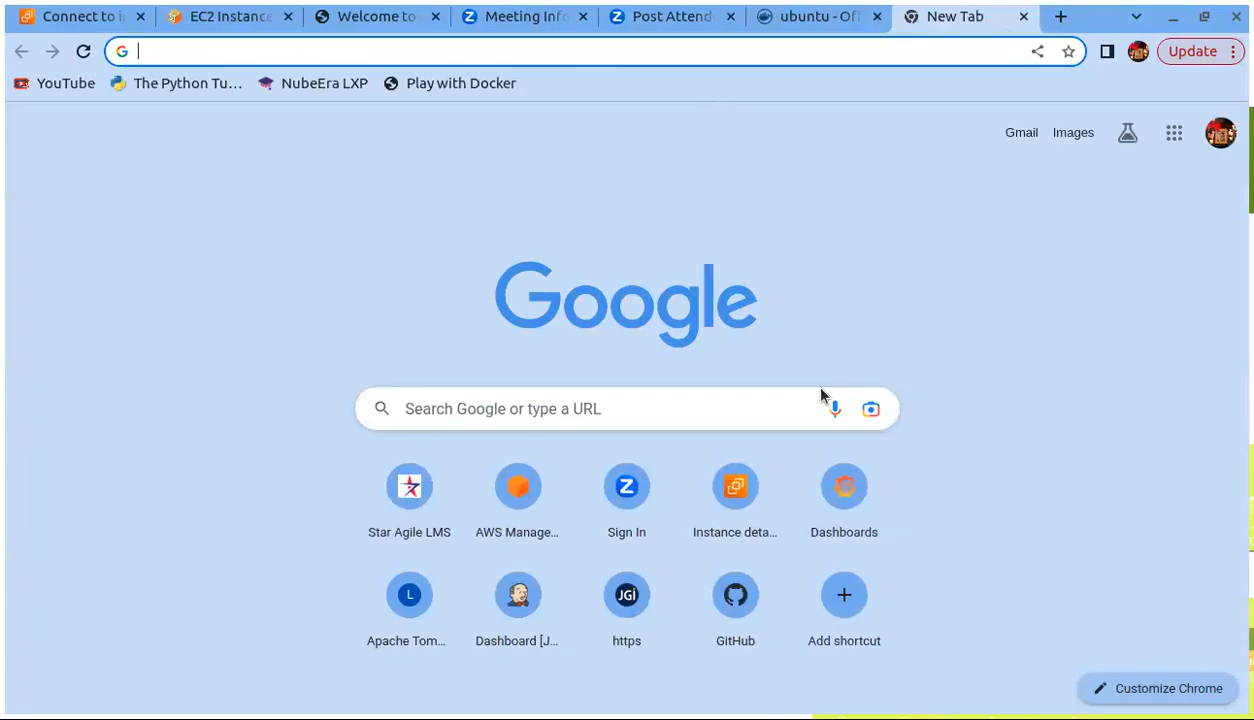 Connect to i
EC2 Instance
Welcome to
Meeting Info
Post Attend
ubuntu - Off
New Tab
Update
YouTube
The Python Tu...
NubeEra LXP
Play with Docker
Gmail
Images
Google
Search Google or type a URL
Star Agile LMS
AWS Manage...
Sign In
Instance deta...
Dashboards
L
JGi
Apache Tom...
Dashboard [J...
https
GitHub
Add shortcut
Customize Chrome